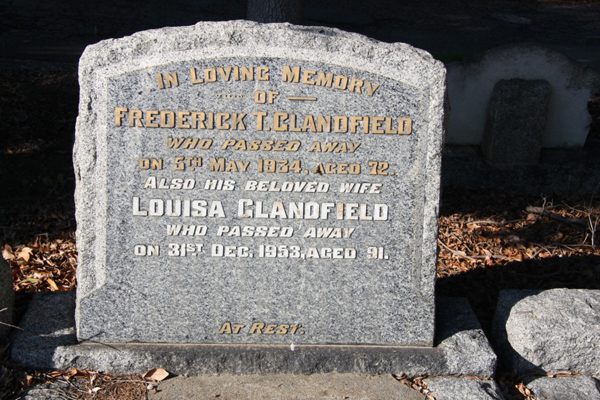 In Loving Memory
OF
FREDERICK T. GLANDFIELD
WHO PASSED AWAY
ON 5TH MAY 1934, AGED 72.
ALSO HIS BELOVED WIFE
LOUISA GLANDFIELD
WHO PASSED AWAY
ON 31ST DEC. 1953, AGED 91.
AT REST.